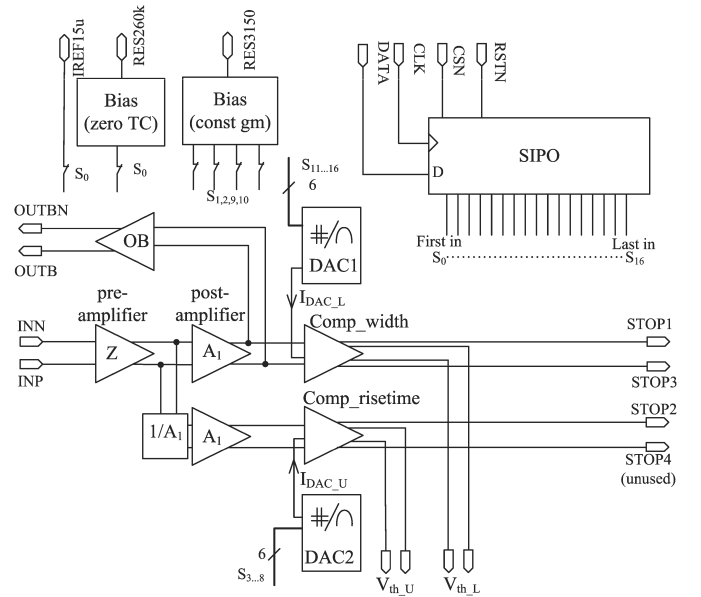 IREF15u
RES260k
RES3150
DATA
CLK
CSN
RSTN
Bias
(zero TC)
Bias
(const gm)
SIPO
D
S0
S0
S1,2,9,10
S11...16
6
First in
Last in
S0
S16
OUTBN
OUTB
OB
#/∩
DAC1
IDAC_L
pre-
amplifier
post-
amplifier
Comp_width
INN
INP
Z
A1
STOP1
STOP3
Comp_risetime
STOP2
1/A1
A1
STOP4
(unused)
IDAC_U
#/∩
DAC2
6
S3...8
Vth_U
Vth_L